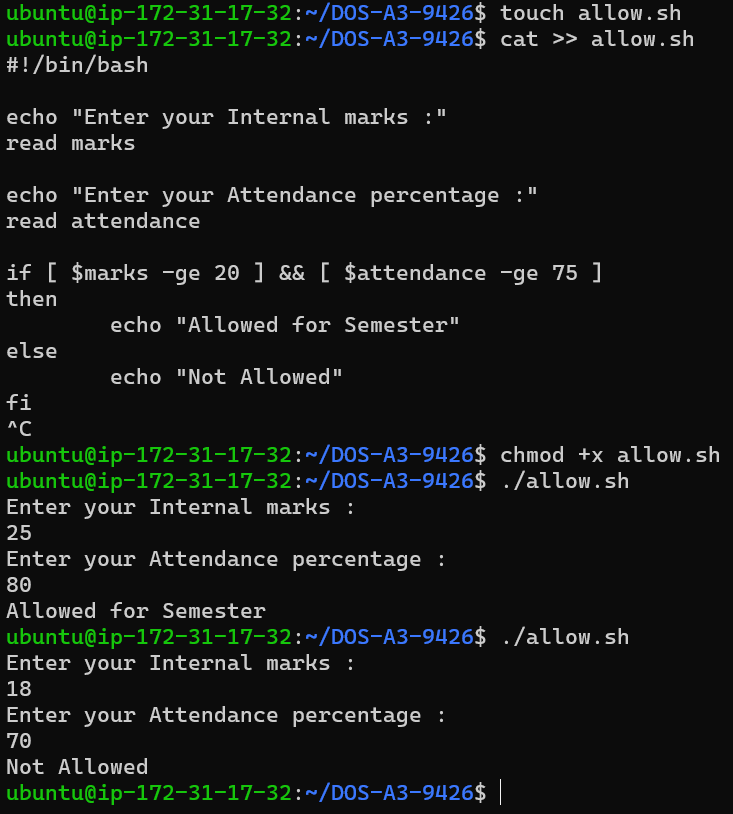 ubuntu@ip-172-31-17-32:~/DOS-A3-9426$ touch allow.sh
ubuntu@ip-172-31-17-32:~/DOS-A3-9426$ cat >> allow.sh
#!/bin/bash

echo "Enter your Internal marks :"
read marks

echo "Enter your Attendance percentage :"
read attendance

if [ $marks -ge 20 ] && [ $attendance -ge 75 ]
then
        echo "Allowed for Semester"
else
        echo "Not Allowed"
fi
^C
ubuntu@ip-172-31-17-32:~/DOS-A3-9426$ chmod +x allow.sh
ubuntu@ip-172-31-17-32:~/DOS-A3-9426$ ./allow.sh
Enter your Internal marks :
25
Enter your Attendance percentage :
80
Allowed for Semester
ubuntu@ip-172-31-17-32:~/DOS-A3-9426$ ./allow.sh
Enter your Internal marks :
18
Enter your Attendance percentage :
70
Not Allowed
ubuntu@ip-172-31-17-32:~/DOS-A3-9426$